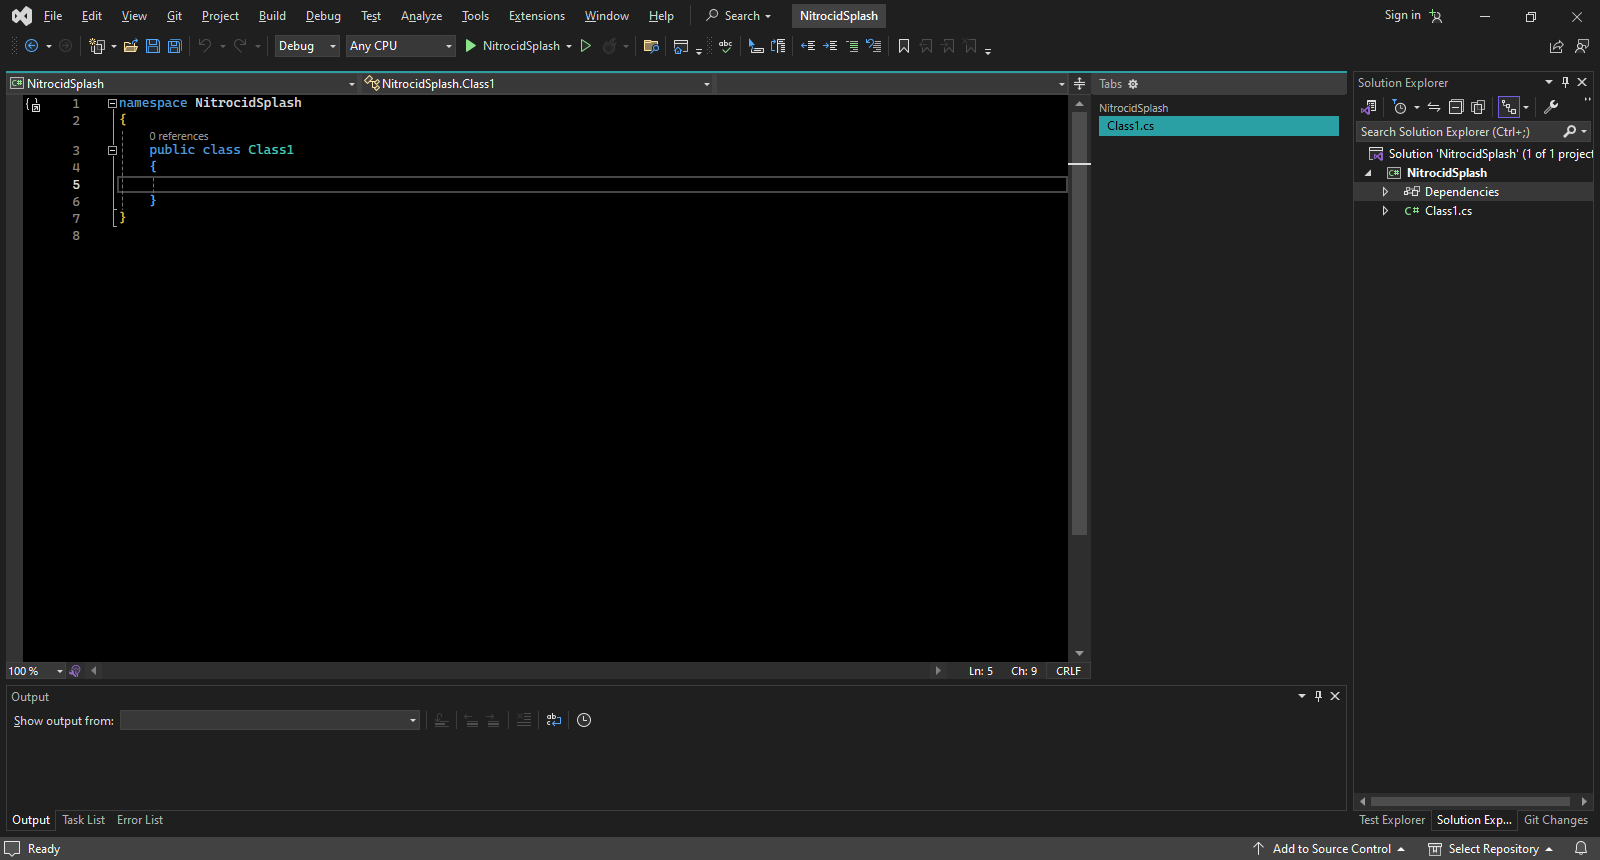 File Edit View Git Project Build Debug Test Analyze Tools Extensions Window Help Search NitrocidSplash Sign in
Debug Any CPU NitrocidSplash
NitrocidSplash NitrocidSplash.Class1
Tabs
NitrocidSplash
Class1.cs
1 namespace NitrocidSplash
2 {
0 references
3 public class Class1
4 {
5
6 }
7 }
8
100 % Ln: 5 Ch: 9 CRLF
Solution Explorer
Search Solution Explorer (Ctrl+;)
Solution 'NitrocidSplash' (1 of 1 project
NitrocidSplash
Dependencies
C# Class1.cs
Output
Show output from:
Output Task List Error List
Test Explorer Solution Exp... Git Changes
Ready Add to Source Control Select Repository